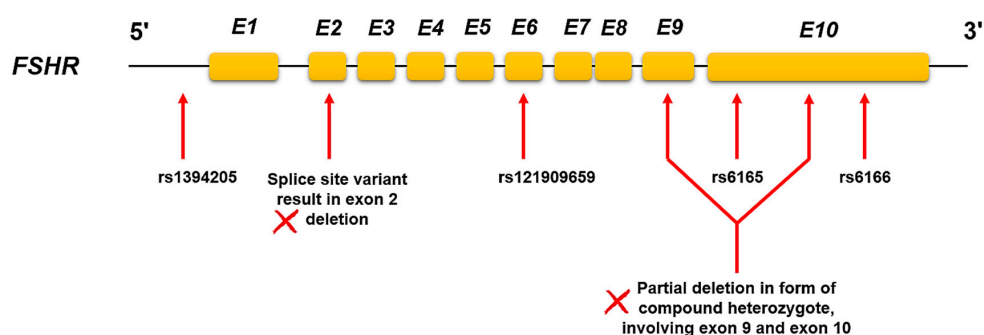 5'
E1
E2
E3
E4
E5
E6
E7
E8
E9
E10
3'
FSHR
rs1394205
Splice site variant
result in exon 2
deletion
rs121909659
rs6165
rs6166
Partial deletion in form of
compound heterozygote,
involving exon 9 and exon 10